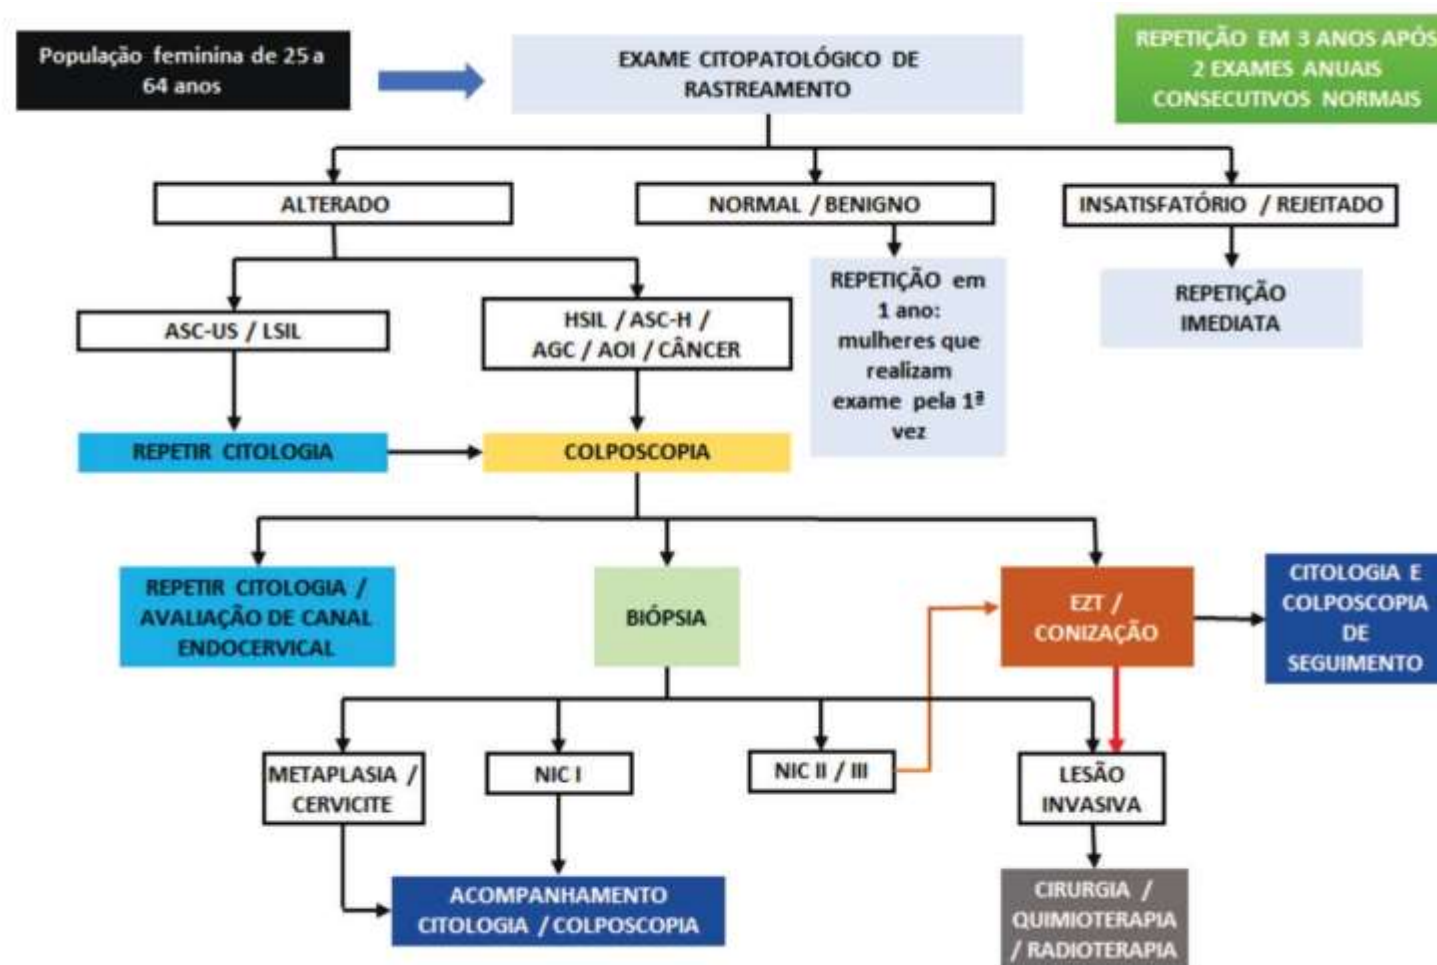 População feminina de 25 a
64 anos
EXAME CITOPATOLÓGICO DE
RASTREAMENTO
REPETIÇÃO EM 3 ANOS APÓS
2 EXAMES ANUAIS
CONSECUTIVOS NORMAIS
ALTERADO
NORMAL / BENIGNO
INSATISFATÓRIO / REJEITADO
ASC-US / LSIL
HSIL / ASC-H /
AGC / AOI / CÂNCER
REPETIÇÃO em
1 ano:
mulheres que
realizam
exame pela 1ª
vez
REPETIÇÃO
IMEDIATA
REPETIR CITOLOGIA
COLPOSCOPIA
REPETIR CITOLOGIA /
AVALIAÇÃO DE CANAL
ENDOCERVICAL
BIÓPSIA
EZT /
CONIZAÇÃO
CITOLOGIA E
COLPOSCOPIA
DE
SEGUIMENTO
METAPLASIA /
CERVICITE
NIC I
NIC II / III
LESÃO
INVASIVA
ACOMPANHAMENTO
CITOLOGIA / COLPOSCOPIA
CIRURGIA /
QUIMIOTERAPIA
/ RADIOTERAPIA